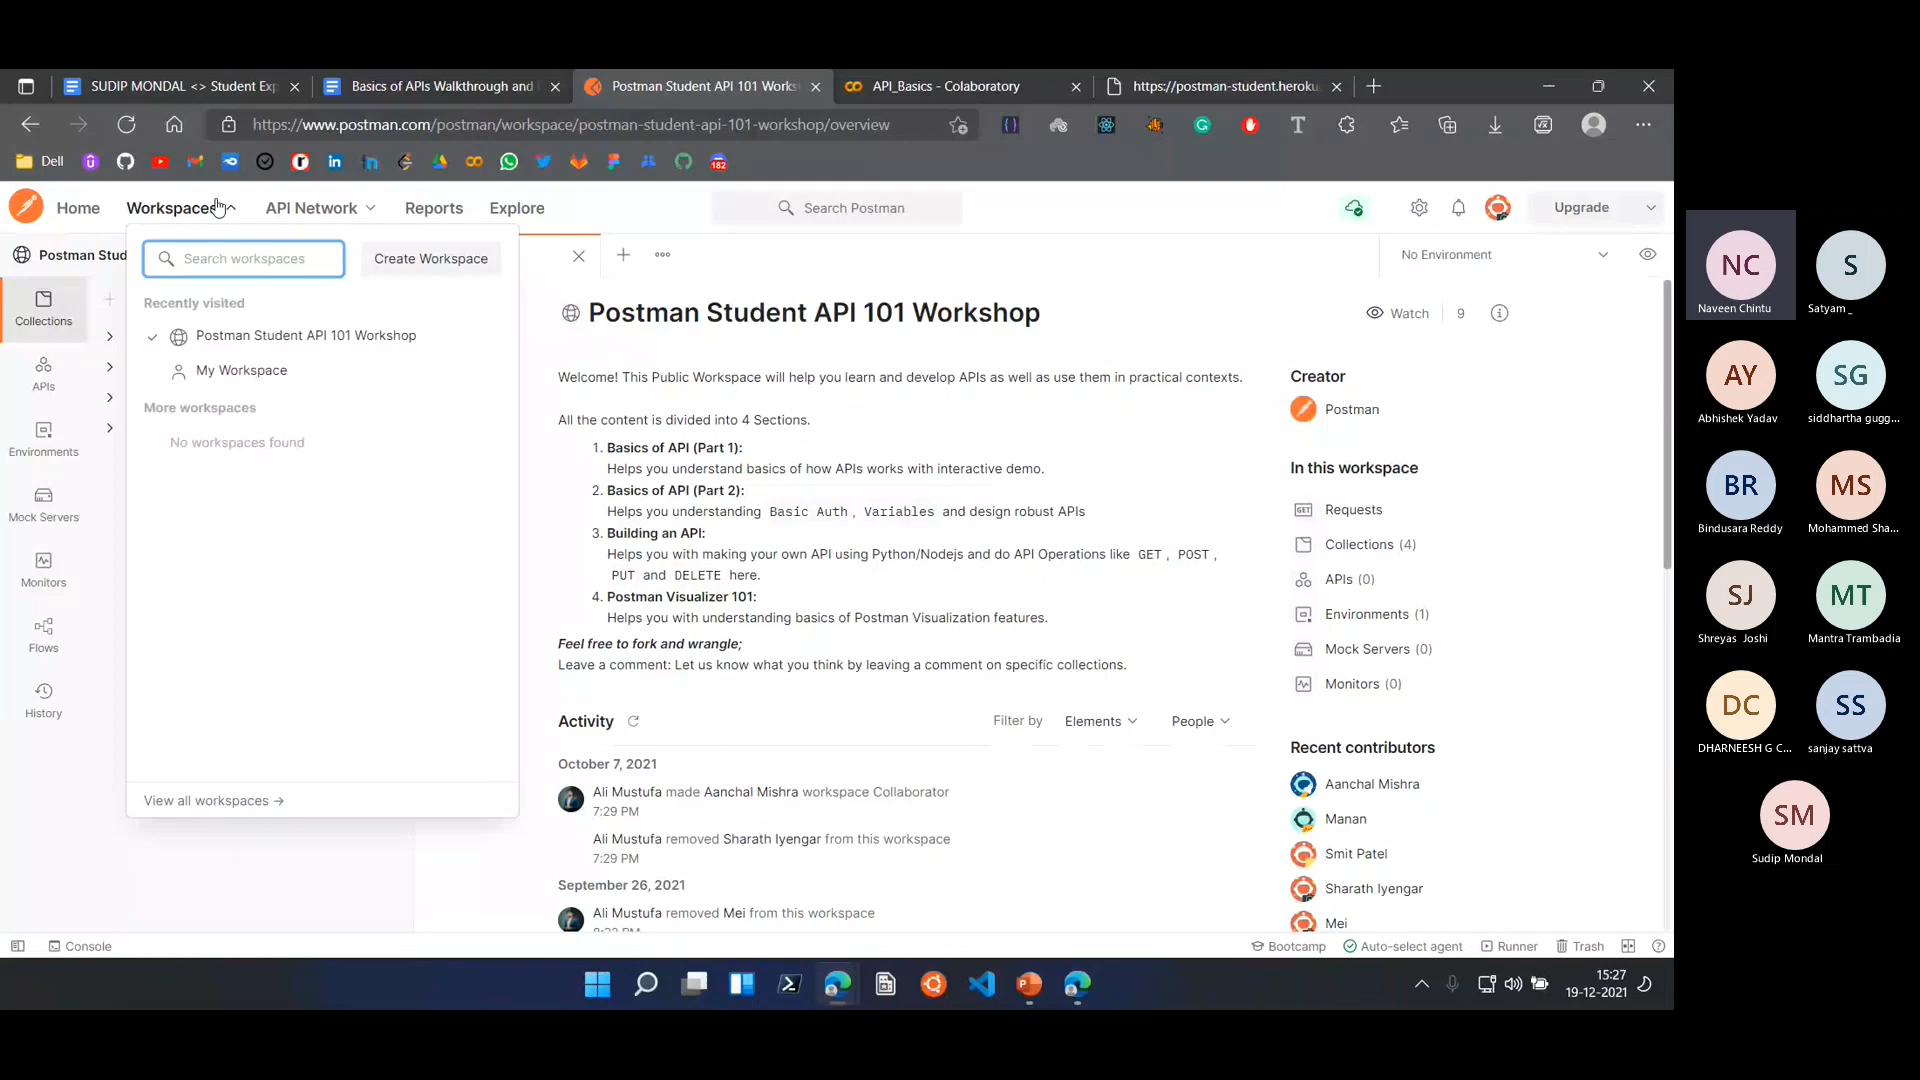 SUDIP MONDAL <> Student Exp
Basics of APIs Walkthrough and
Postman Student API 101 Works
API_Basics - Colaboratory
https://postman-student.heroku
https://www.postman.com/postman/workspace/postman-student-api-101-workshop/overview
Dell
182
Home
Workspaces
API Network
Reports
Explore
Search Postman
Upgrade
Postman Stud
Search workspaces
Create Workspace
No Environment
Recently visited
Postman Student API 101 Workshop
My Workspace
More workspaces
No workspaces found
View all workspaces →
Collections
APIs
Environments
Mock Servers
Monitors
Flows
History
Postman Student API 101 Workshop
Watch
9
Welcome! This Public Workspace will help you learn and develop APIs as well as use them in practical contexts.
All the content is divided into 4 Sections.
1. Basics of API (Part 1):
Helps you understand basics of how APIs works with interactive demo.
2. Basics of API (Part 2):
Helps you understanding Basic Auth, Variables and design robust APIs
3. Building an API:
Helps you with making your own API using Python/Nodejs and do API Operations like GET, POST,
PUT and DELETE here.
4. Postman Visualizer 101:
Helps you with understanding basics of Postman Visualization features.
Feel free to fork and wrangle;
Leave a comment: Let us know what you think by leaving a comment on specific collections.
Activity
Filter by
Elements
People
October 7, 2021
Ali Mustufa made Aanchal Mishra workspace Collaborator
7:29 PM
Ali Mustufa removed Sharath Iyengar from this workspace
7:29 PM
September 26, 2021
Ali Mustufa removed Mei from this workspace
Creator
Postman
In this workspace
GET
Requests
Collections (4)
APIs (0)
Environments (1)
Mock Servers (0)
Monitors (0)
Recent contributors
Aanchal Mishra
Manan
Smit Patel
Sharath Iyengar
Mei
Console
Bootcamp
Auto-select agent
Runner
Trash
15:27
19-12-2021
NC
Naveen Chintu
S
Satyam _
AY
Abhishek Yadav
SG
siddhartha gugg...
BR
Bindusara Reddy
MS
Mohammed Sha...
SJ
Shreyas Joshi
MT
Mantra Trambadia
DC
DHARNEESH G C...
SS
sanjay sattva
SM
Sudip Mondal